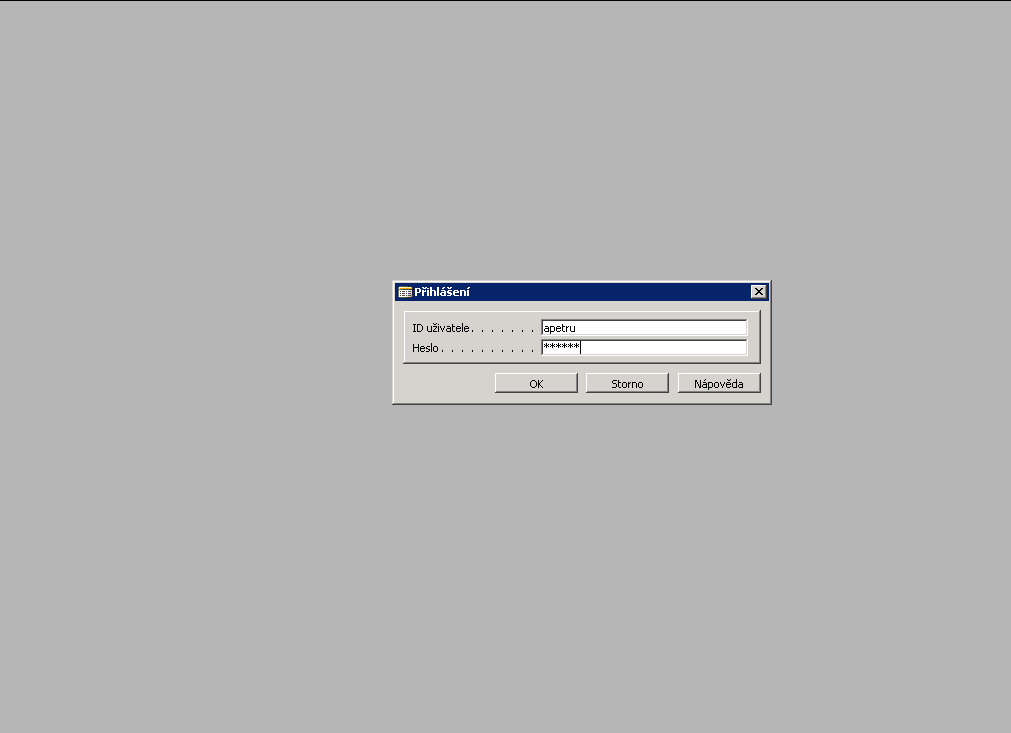 Přihlášení
ID uživatele . . . . . . . apetru
Heslo . . . . . . . . . . ******
OK Storno Nápověda